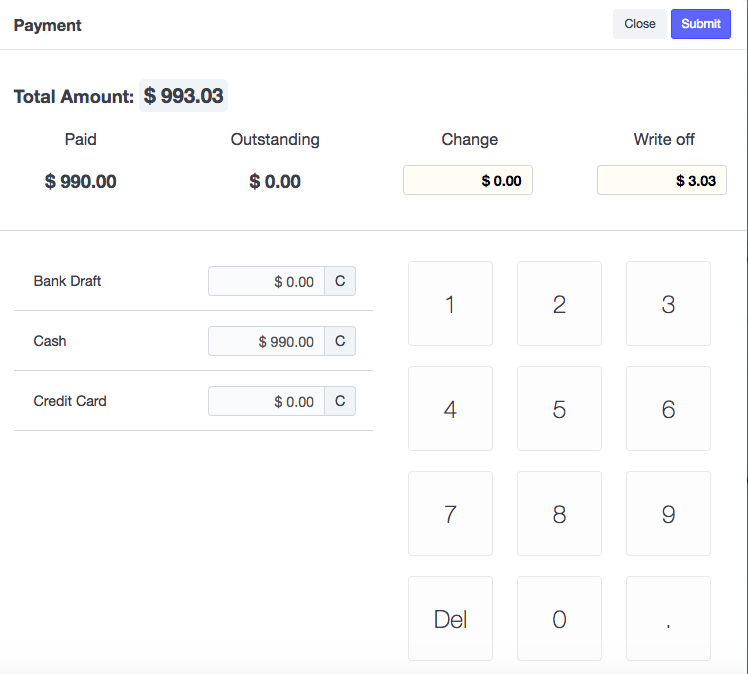 Payment
Close
Submit
Total Amount: $ 993.03
Paid
Outstanding
Change
Write off
$ 990.00
$ 0.00
$ 0.00
$ 3.03
Bank Draft
$ 0.00
C
Cash
$ 990.00
C
Credit Card
$ 0.00
C
1
2
3
4
5
6
7
8
9
Del
0
.